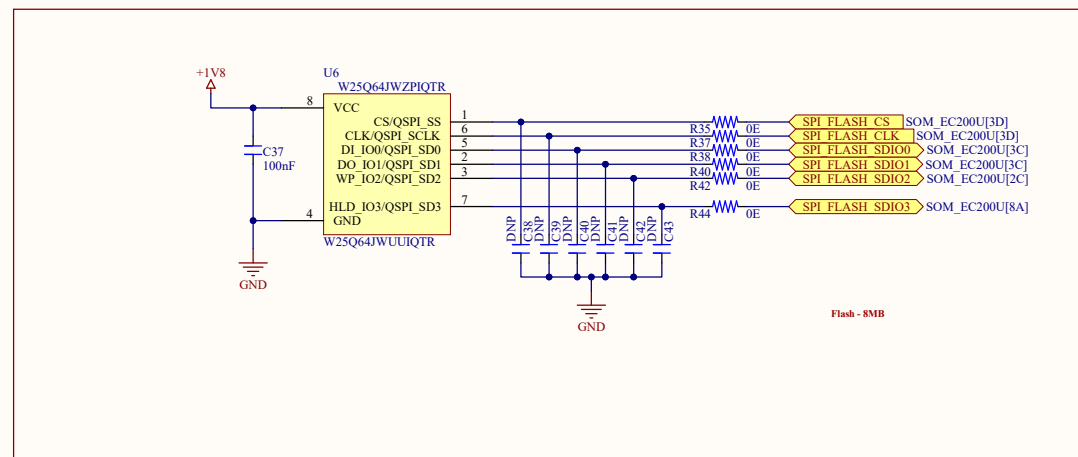 +1V8
U6
W25Q64JWZPIQTR
8
VCC
CS/QSPI_SS
1
R35
0E
SPI_FLASH_CS
SOM_EC200U[3D]
CLK/QSPI_SCLK
6
R37
0E
SPI_FLASH_CLK
SOM_EC200U[3D]
DI_IO0/QSPI_SD0
5
R38
0E
SPI_FLASH_SDIO0
SOM_EC200U[3C]
DO_IO1/QSPI_SD1
2
R40
0E
SPI_FLASH_SDIO1
SOM_EC200U[3C]
WP_IO2/QSPI_SD2
3
R42
0E
SPI_FLASH_SDIO2
SOM_EC200U[2C]
HLD_IO3/QSPI_SD3
7
R44
0E
SPI_FLASH_SDIO3
SOM_EC200U[8A]
C37
100nF
4
GND
W25Q64JWUUIQTR
GND
DNP
C38
DNP
C39
DNP
C40
DNP
C41
DNP
C42
DNP
C43
GND
Flash - 8MB